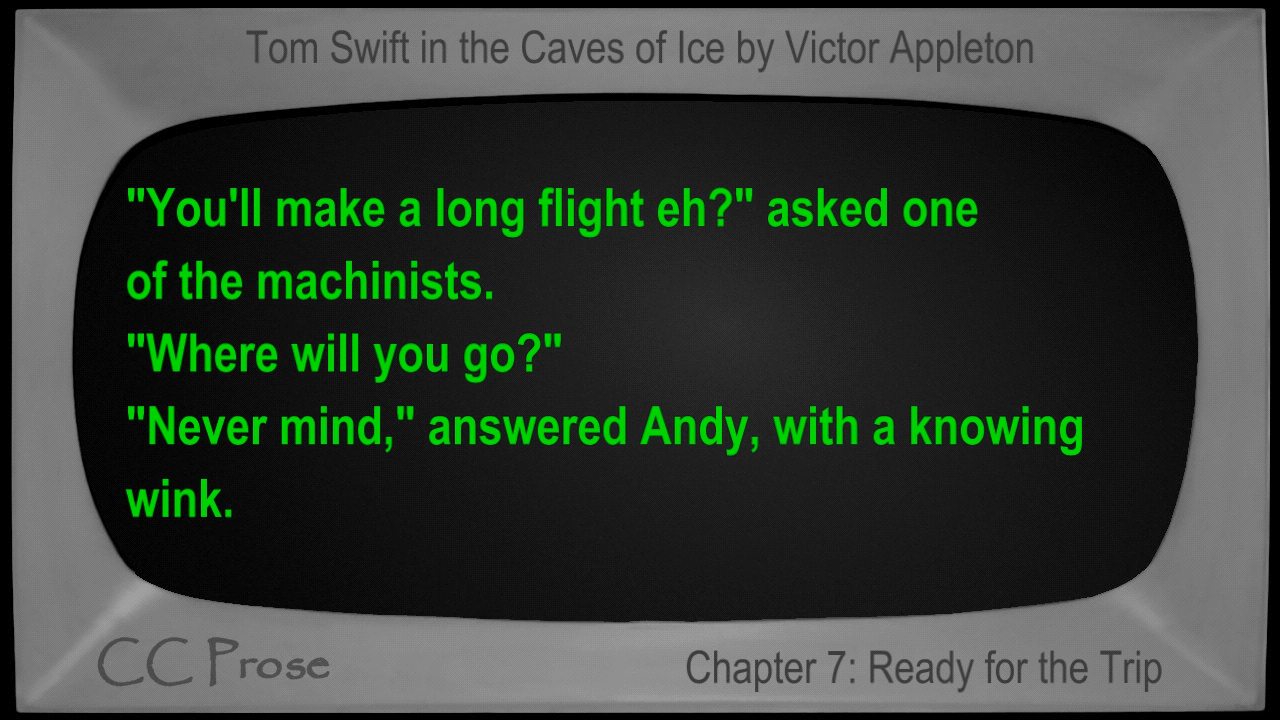 Tom Swift in the Caves of Ice by Victor Appleton
"You'll make a long flight eh?" asked one
of the machinists.
"Where will you go?"
"Never mind," answered Andy, with a knowing
wink.
CC Prose
Chapter 7: Ready for the Trip